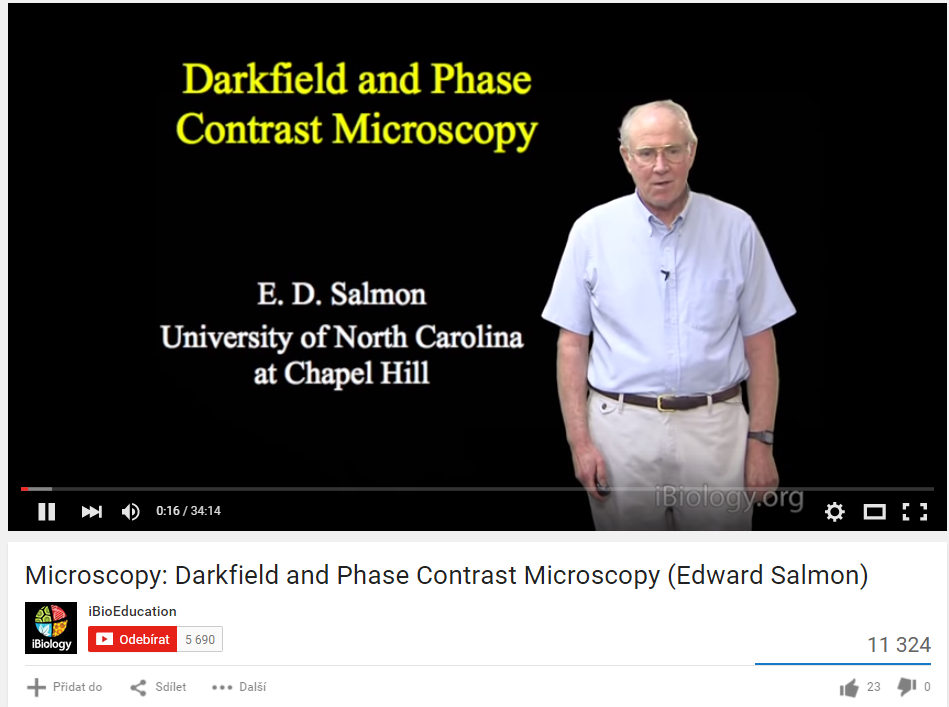 Darkfield and Phase
Contrast Microscopy
E. D. Salmon
University of North Carolina
at Chapel Hill
iBiology.org
0:16 / 34:14
Microscopy: Darkfield and Phase Contrast Microscopy (Edward Salmon)
iBiology
iBioEducation
Odebírat 5 690
11 324
Přidat do Sdílet Další 23 0